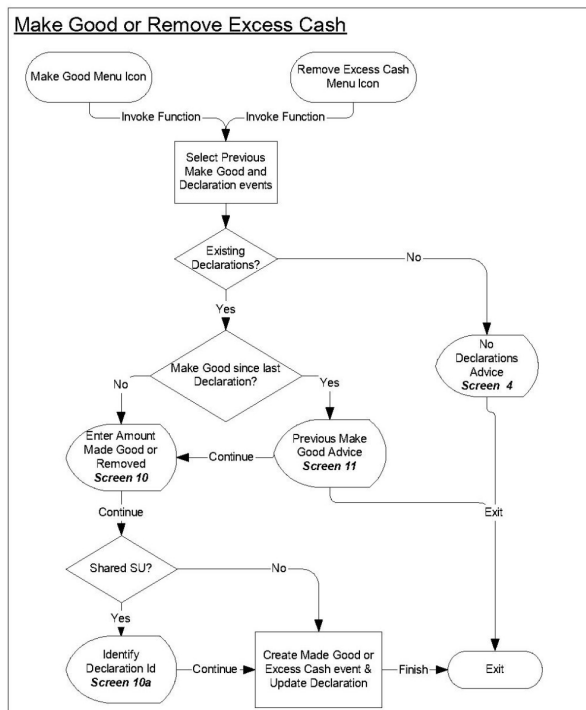 Make Good or Remove Excess Cash
Make Good Menu Icon
Remove Excess Cash
Menu Icon
Invoke Function
Invoke Function
Select Previous
Make Good and
Declaration events
Existing
Declarations?
No
Yes
No
Declarations
Advice
Screen 4
Make Good since last
Declaration?
No
Yes
Enter Amount
Made Good or
Removed
Screen 10
Continue
Previous Make
Good Advice
Screen 11
Continue
Exit
Shared SU?
No
Yes
Identify
Declaration Id
Screen 10a
Continue
Create Made Good or
Excess Cash event &
Update Declaration
Finish
Exit